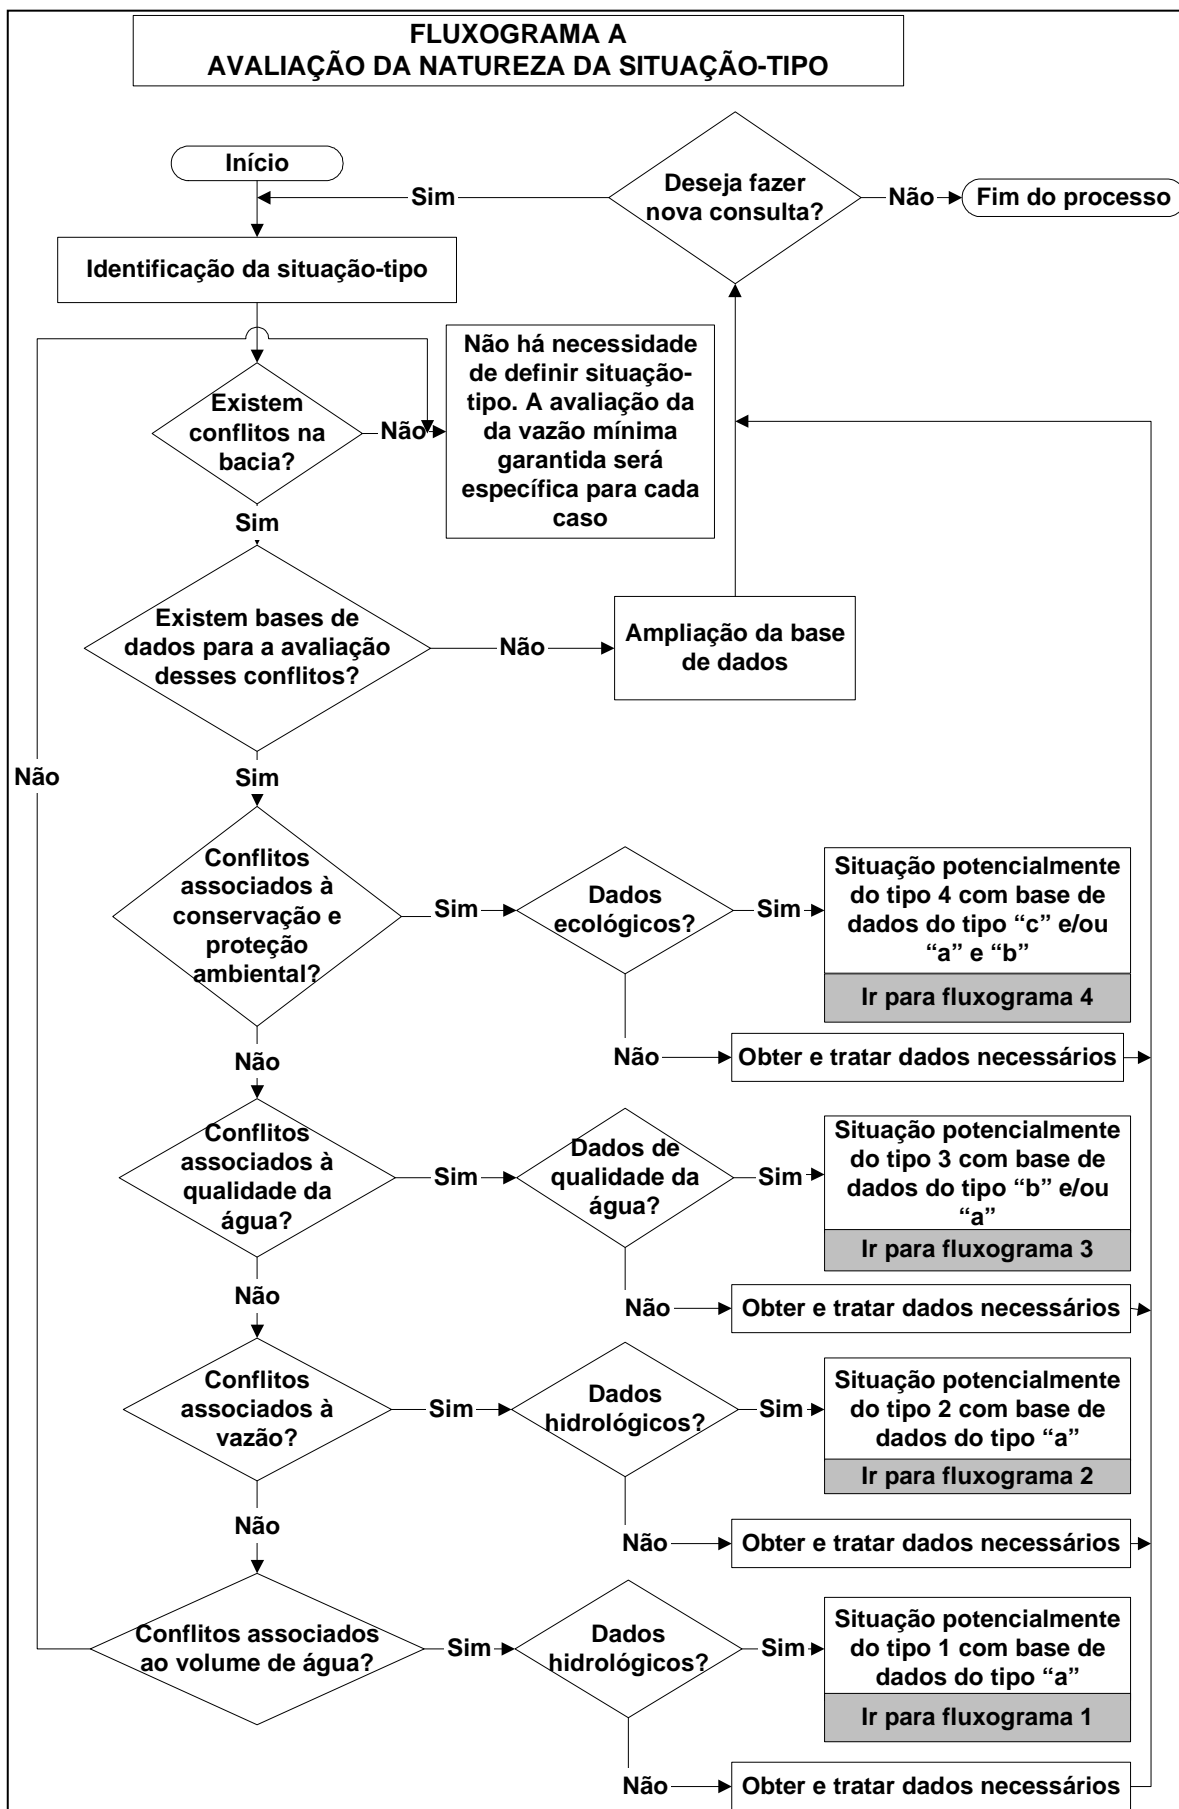 FLUXOGRAMA A
AVALIAÇÃO DA NATUREZA DA SITUAÇÃO-TIPO
Início
Sim
Deseja fazer
nova consulta?
Não
Fim do processo
Identificação da situação-tipo
Existem
conflitos na
bacia?
Não
Não há necessidade
de definir situação-
tipo. A avaliação da
da vazão mínima
garantida será
específica para cada
caso
Sim
Existem bases de
dados para a avaliação
desses conflitos?
Não
Ampliação da base
de dados
Não
Sim
Conflitos
associados à
conservação e
proteção
ambiental?
Sim
Dados
ecológicos?
Sim
Situação potencialmente
do tipo 4 com base de
dados do tipo “c” e/ou
“a” e “b”
Ir para fluxograma 4
Não
Não
Obter e tratar dados necessários
Conflitos
associados à
qualidade da
água?
Sim
Dados de
qualidade da
água?
Sim
Situação potencialmente
do tipo 3 com base de
dados do tipo “b” e/ou
“a”
Ir para fluxograma 3
Não
Não
Obter e tratar dados necessários
Conflitos
associados à
vazão?
Sim
Dados
hidrológicos?
Sim
Situação potencialmente
do tipo 2 com base de
dados do tipo “a”
Ir para fluxograma 2
Não
Não
Obter e tratar dados necessários
Conflitos associados
ao volume de água?
Sim
Dados
hidrológicos?
Sim
Situação potencialmente
do tipo 1 com base de
dados do tipo “a”
Ir para fluxograma 1
Não
Obter e tratar dados necessários